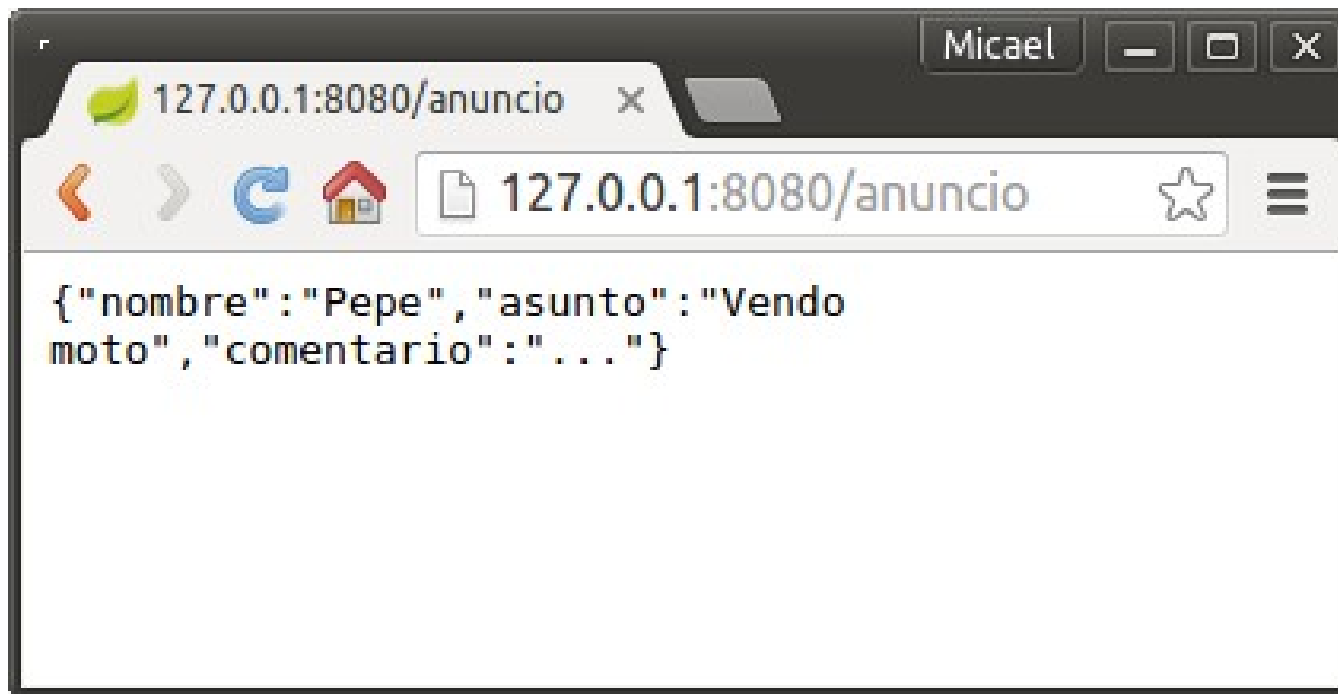 Micael
127.0.0.1:8080/anuncio
127.0.0.1:8080/anuncio
{"nombre":"Pepe","asunto":"Vendo
moto","comentario":"..."}